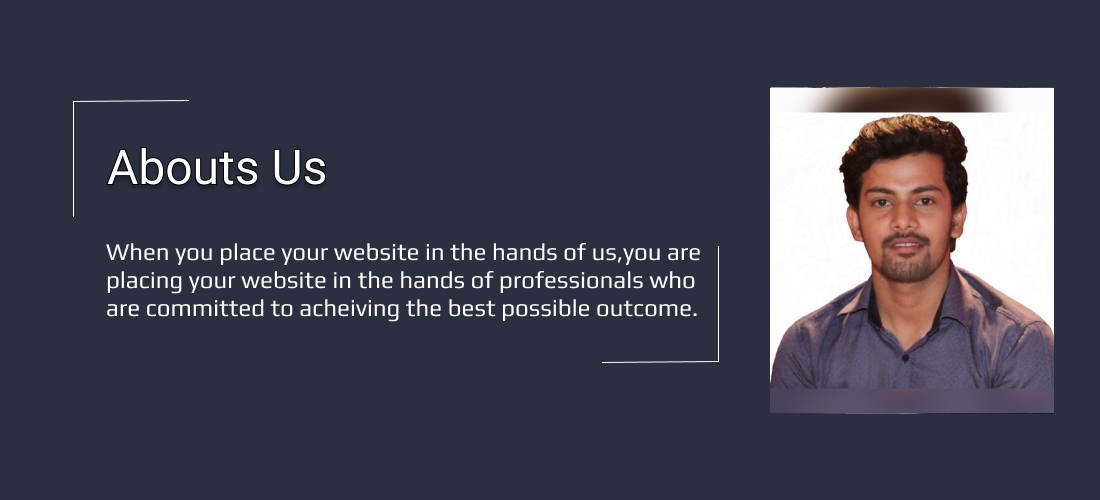 Abouts Us
When you place your website in the hands of us,you are
placing your website in the hands of professionals who
are committed to acheiving the best possible outcome.